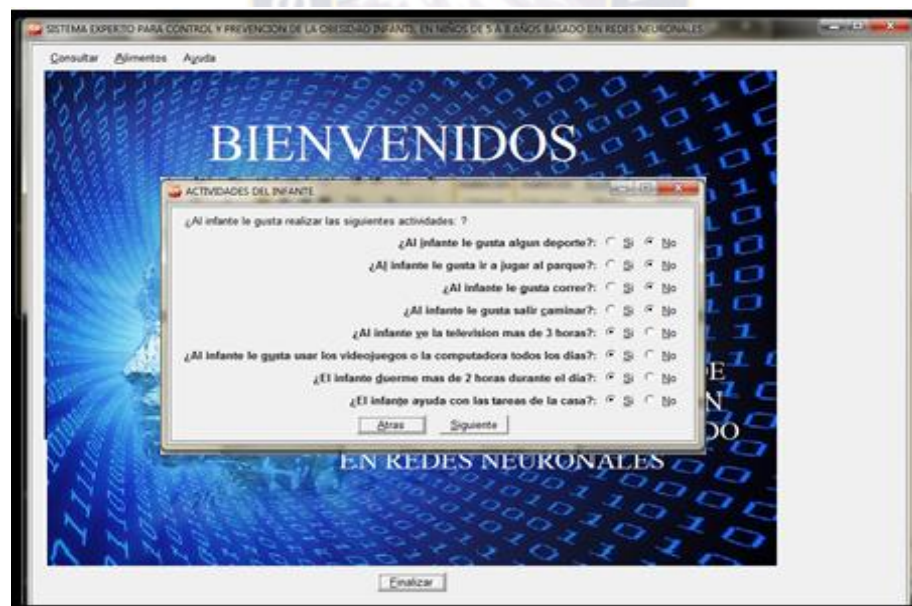 SISTEMA EXPERTO PARA CONTROL Y PREVENCION DE LA OBESIDAD INFANTE, EN NIÑOS DE 5 A 8 AÑOS BASADO EN REDES NEURONALES
Consultar Alimentos Ayuda
BIENVENIDOS
ACTIVIDADES DEL INFANTE
¿Al infante le gusta realizar las siguientes actividades: ?
¿Al infante le gusta algun deporte?: Si No
¿Al infante le gusta ir a jugar al parque?: Si No
¿Al infante le gusta correr?: Si No
¿Al infante le gusta salir caminar?: Si No
¿Al infante ve la television mas de 3 horas?: Si No
¿Al infante le gusta usar los videojuegos o la computadora todos los días?: Si No
¿El infante duerme mas de 2 horas durante el día?: Si No
¿El infante ayuda con las tareas de la casa?: Si No
Atras Siguiente
EN REDES NEURONALES
Finalizar